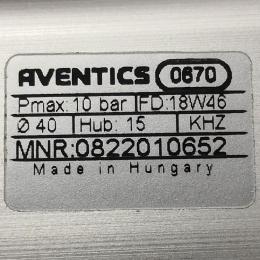 AVENTICS 0670
Pmax: 10 bar FD:18W46
Ø 40 Hub: 15 KHZ
MNR:0822010652
Made in Hungary